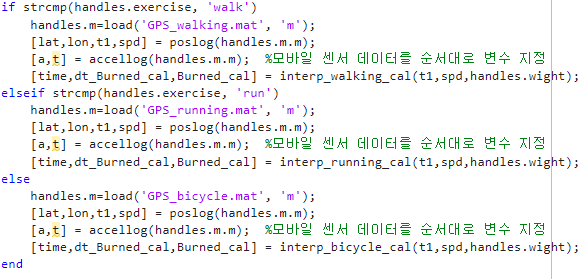 if strcmp(handles.exercise, 'walk')
handles.m=load('GPS_walking.mat', 'm');
[lat,lon,t1,spd] = poslog(handles.m.m);
[a,t] = accellog(handles.m.m);  %모바일 센서 데이터를 순서대로 변수 지정
[time,dt_Burned_cal,Burned_cal] = interp_walking_cal(t1,spd,handles.wight);
elseif strcmp(handles.exercise, 'run')
handles.m=load('GPS_running.mat', 'm');
[lat,lon,t1,spd] = poslog(handles.m.m);
[a,t] = accellog(handles.m.m);  %모바일 센서 데이터를 순서대로 변수 지정
[time,dt_Burned_cal,Burned_cal] = interp_running_cal(t1,spd,handles.wight);
else
handles.m=load('GPS_bicycle.mat', 'm');
[lat,lon,t1,spd] = poslog(handles.m.m);
[a,t] = accellog(handles.m.m);  %모바일 센서 데이터를 순서대로 변수 지정
[time,dt_Burned_cal,Burned_cal] = interp_bicycle_cal(t1,spd,handles.wight);
end